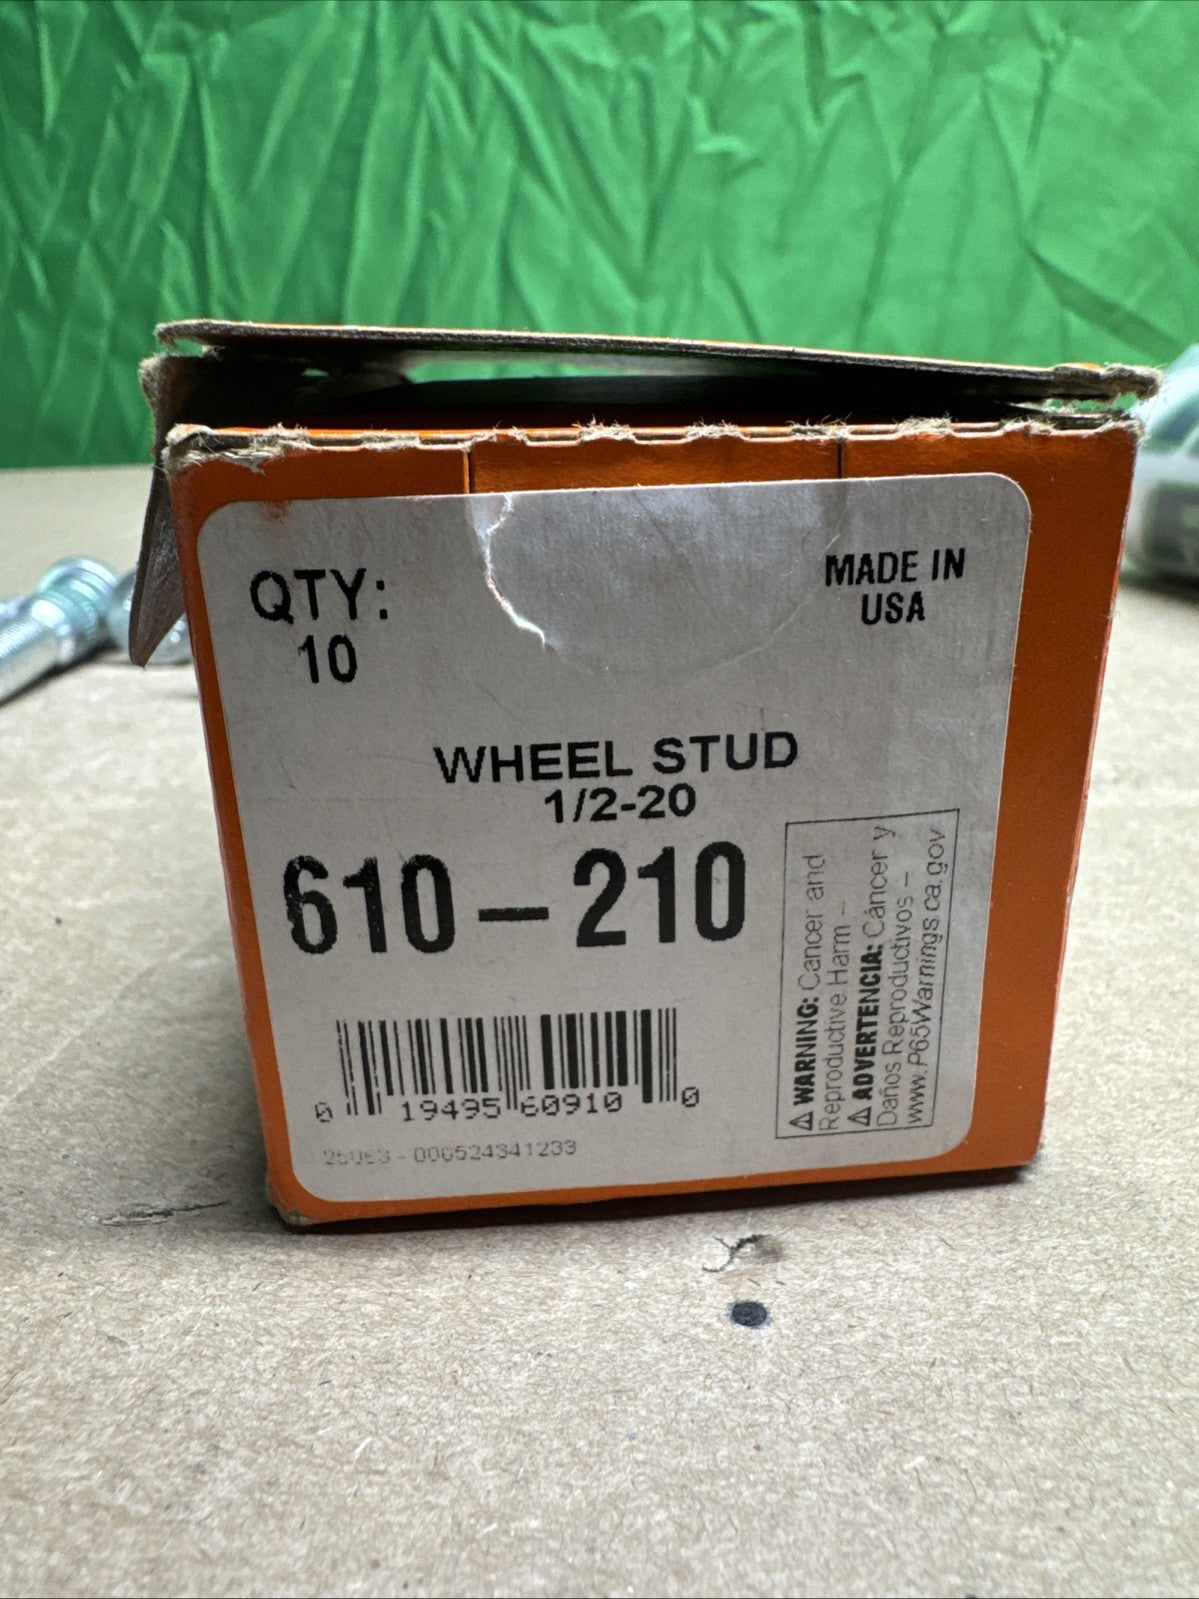 QTY:
10
MADE IN
USA
WHEEL STUD
1/2-20
610-210
⚠ WARNING: Cancer and
Reproductive Harm –
⚠ ADVERTENCIA: Cáncer y
Daños Reproductivos –
www.P65Warnings.ca.gov
0 19495 60910 0
000524341233